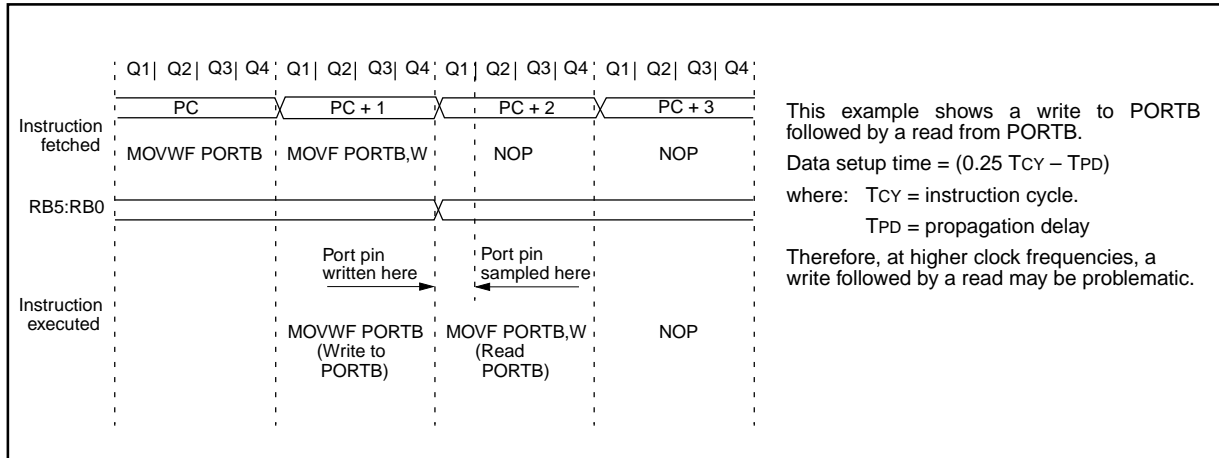 Q1| Q2| Q3| Q4 Q1| Q2| Q3| Q4 Q1| Q2| Q3| Q4 Q1| Q2| Q3| Q4
PC PC + 1 PC + 2 PC + 3
Instruction
fetched
MOVWF PORTB MOVF PORTB,W NOP NOP
RB5:RB0
Port pin
written here
Port pin
sampled here
Instruction
executed
MOVWF PORTB
(Write to
PORTB)
MOVF PORTB,W
(Read
PORTB)
NOP
This example shows a write to PORTB
followed by a read from PORTB.
Data setup time = (0.25 TCY – TPD)
where: TCY = instruction cycle.
TPD = propagation delay
Therefore, at higher clock frequencies, a
write followed by a read may be problematic.